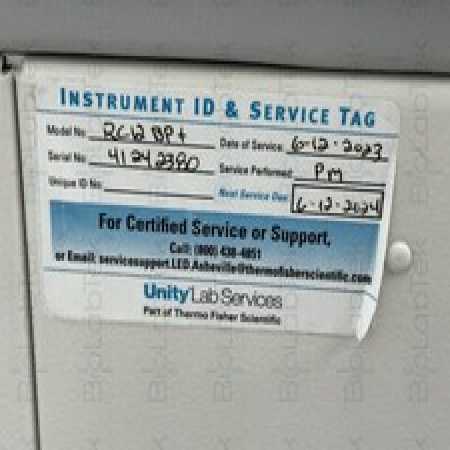 INSTRUMENT ID & SERVICE TAG
Model No. RC12BP+ Date of Service: 6-12-2023
Serial No. 41242380 Service Performed: PM
Unique ID No. Next Service Due: 6-12-2024
For Certified Service or Support,
Call: (800) 438-4851
or Email: servicesupport.LED.Asheville@thermofisherscientific.com
Unity Lab Services
Part of Thermo Fisher Scientific